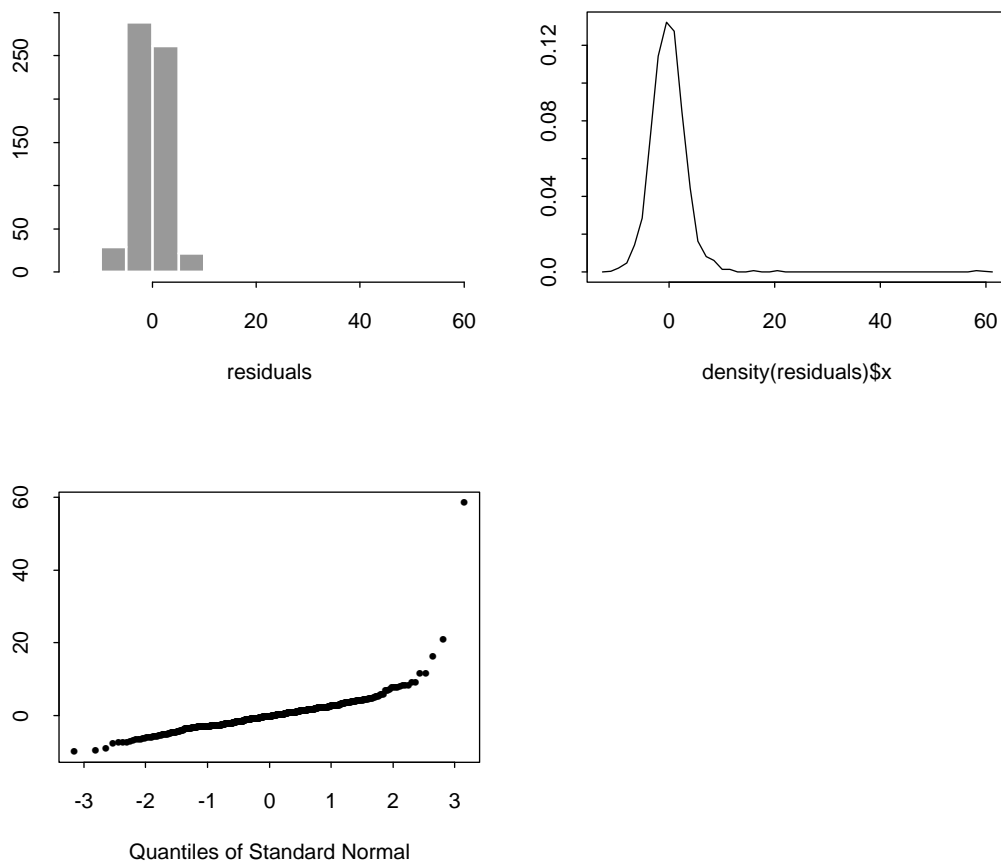 250
150
50
0
0 20 40 60
residuals
0.12
0.08
0.04
0.0
0 20 40 60
density(residuals)$x
60
40
20
0
-3 -2 -1 0 1 2 3
Quantiles of Standard Normal